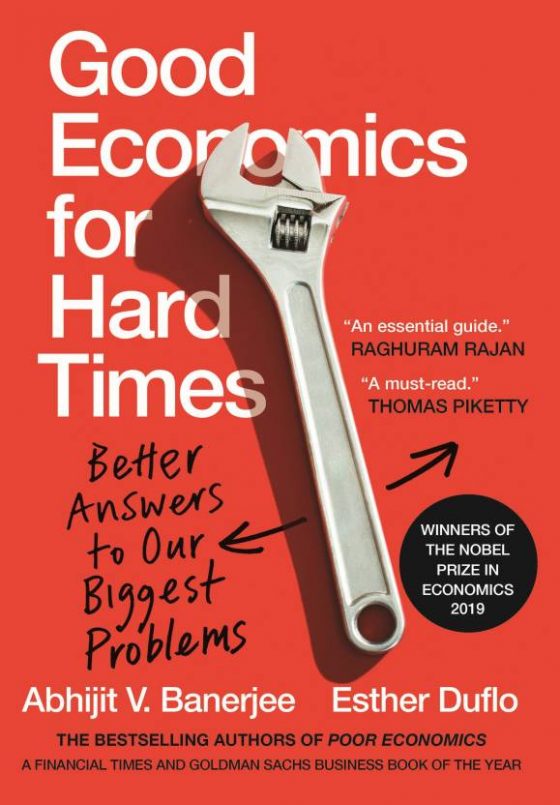 Good
Economics
for
Hard
Times
“An essential guide.”
RAGHURAM RAJAN
“A must-read.”
THOMAS PIKETTY
Better
Answers
to Our
Biggest
Problems
WINNERS OF
THE NOBEL
PRIZE IN
ECONOMICS
2019
Abhijit V. Banerjee Esther Duflo
THE BESTSELLING AUTHORS OF POOR ECONOMICS
A FINANCIAL TIMES AND GOLDMAN SACHS BUSINESS BOOK OF THE YEAR